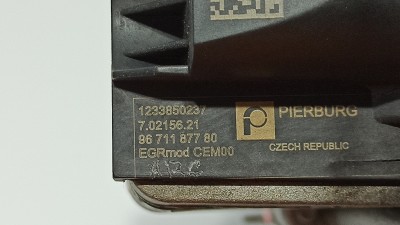 1233850237
7.02156.21
96 711 877 80
EGRmod CEM00
PIERBURG
CZECH REPUBLIC